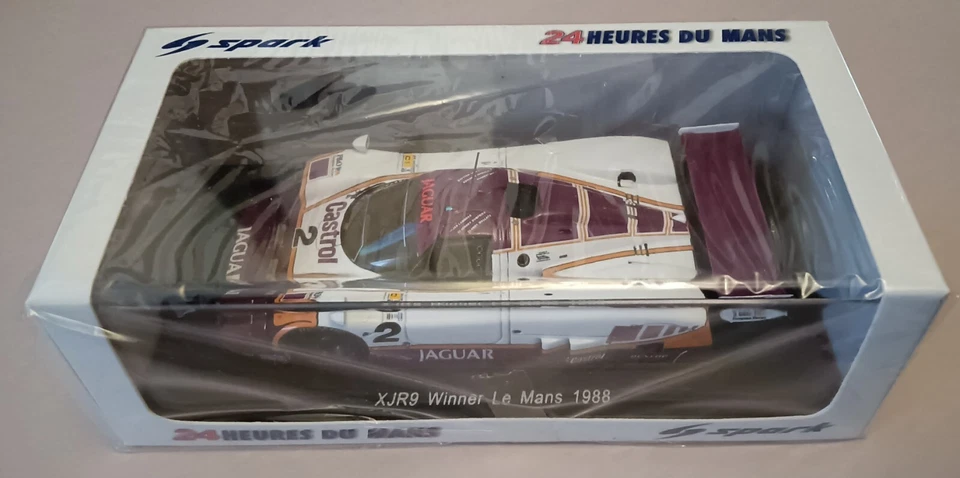 spark
24 HEURES DU MANS
JAGUAR
Castrol
2
JAGUAR
2
JAGUAR
XJR9 Winner Le Mans 1988
24 HEURES DU MANS
spark